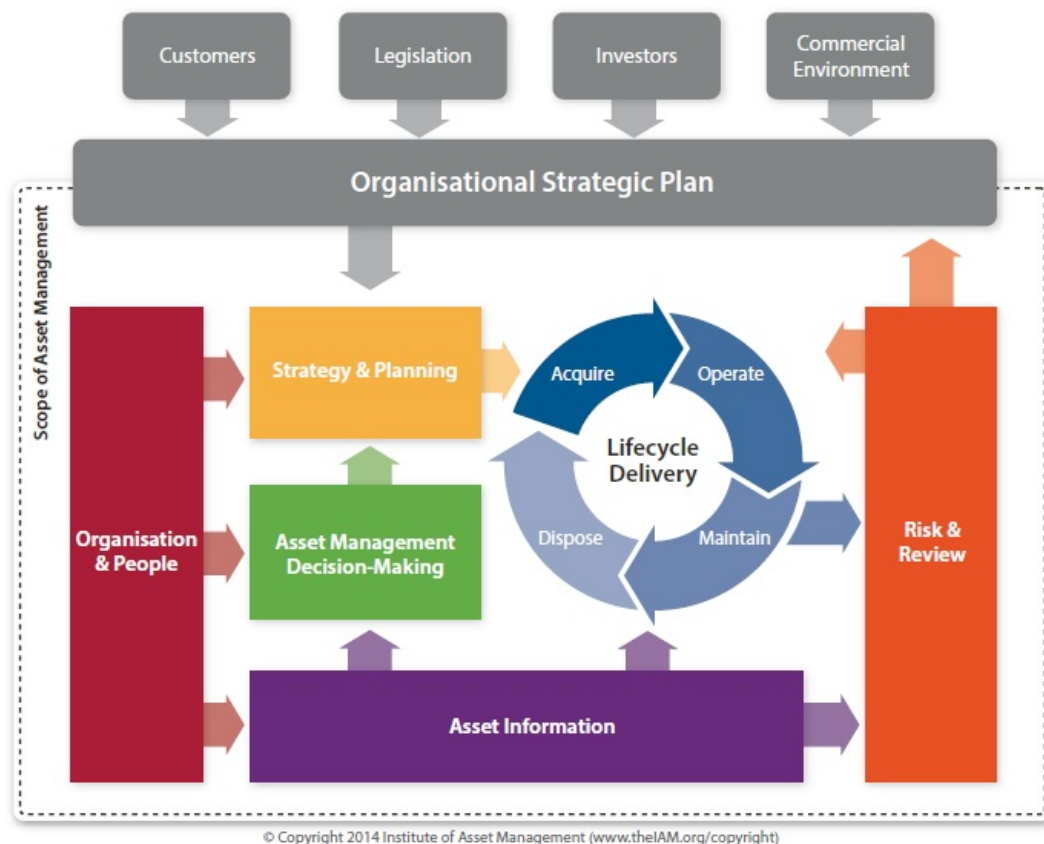 Customers
Legislation
Investors
Commercial
Environment
Organisational Strategic Plan
Scope of Asset Management
Strategy & Planning
Acquire
Operate
Lifecycle
Delivery
Organisation
& People
Asset Management
Decision-Making
Dispose
Maintain
Risk &
Review
Asset Information
© Copyright 2014 Institute of Asset Management (www.theIAM.org/copyright)